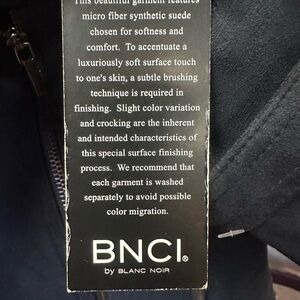 This beautiful garment features
micro fiber synthetic suede
chosen for softness and
comfort. To accentuate a
luxuriously soft surface touch
to one's skin, a subtle brushing
technique is required in
finishing. Slight color variation
and crocking are the inherent
and intended characteristics of
this special surface finishing
process. We recommend that
each garment is washed
separately to avoid possible
color migration.
BNCI®
by BLANC NOIR